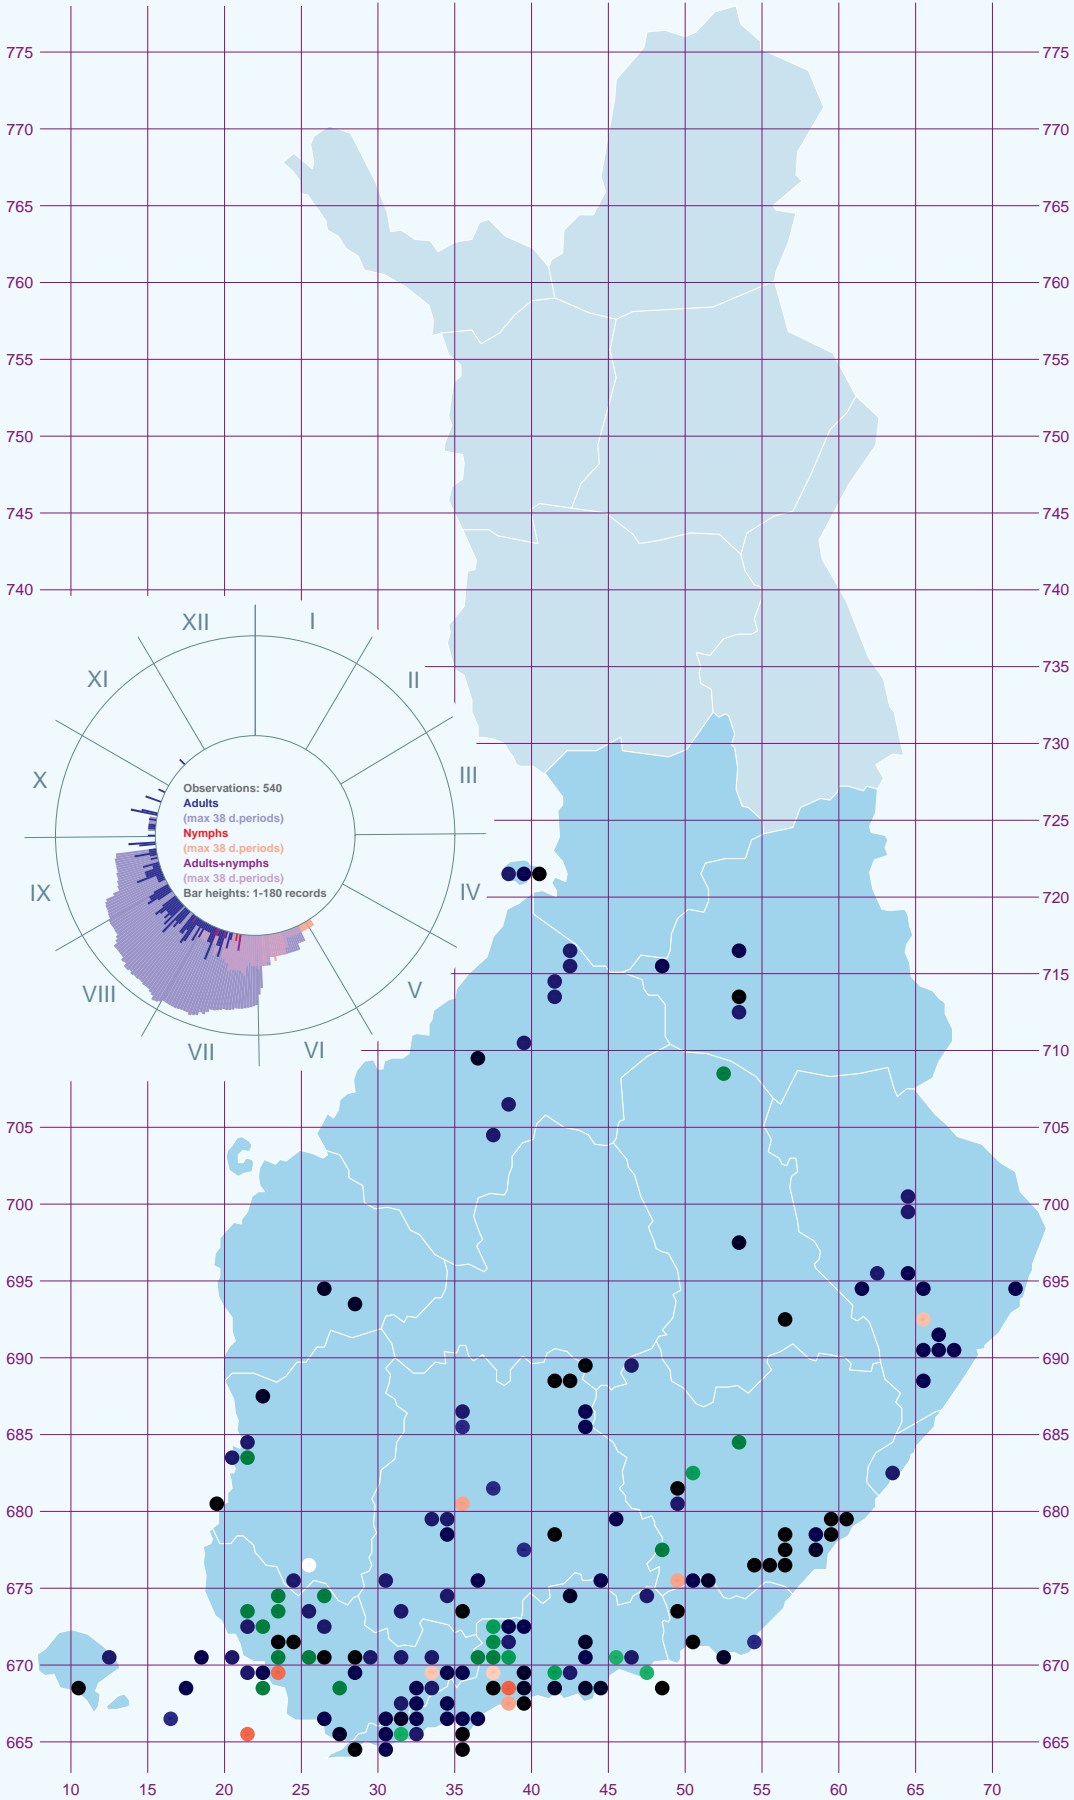 775 775
770 770
765 765
760 760
755 755
750 750
745 745
740 740
XII I
735
XI II
730
X III
Observations: 540
Adults
(max 38 d.periods)
725
Nymphs
(max 38 d.periods)
Adults+nymphs
(max 38 d.periods)
IX IV
Bar heights: 1-180 records
720
715
VIII V
VII VI
710
705 705
700 700
695 695
690 690
685 685
680 680
675 675
670 670
665 665
10 15 20 25 30 35 40 45 50 55 60 65 70